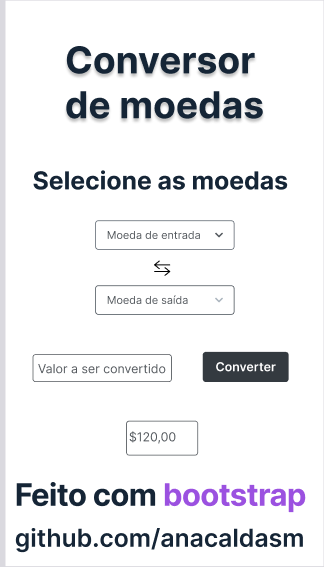 Conversor
de moedas
Selecione as moedas
Moeda de entrada
Moeda de saída
Valor a ser convertido
Converter
$120,00
Feito com bootstrap
github.com/anacaldasm